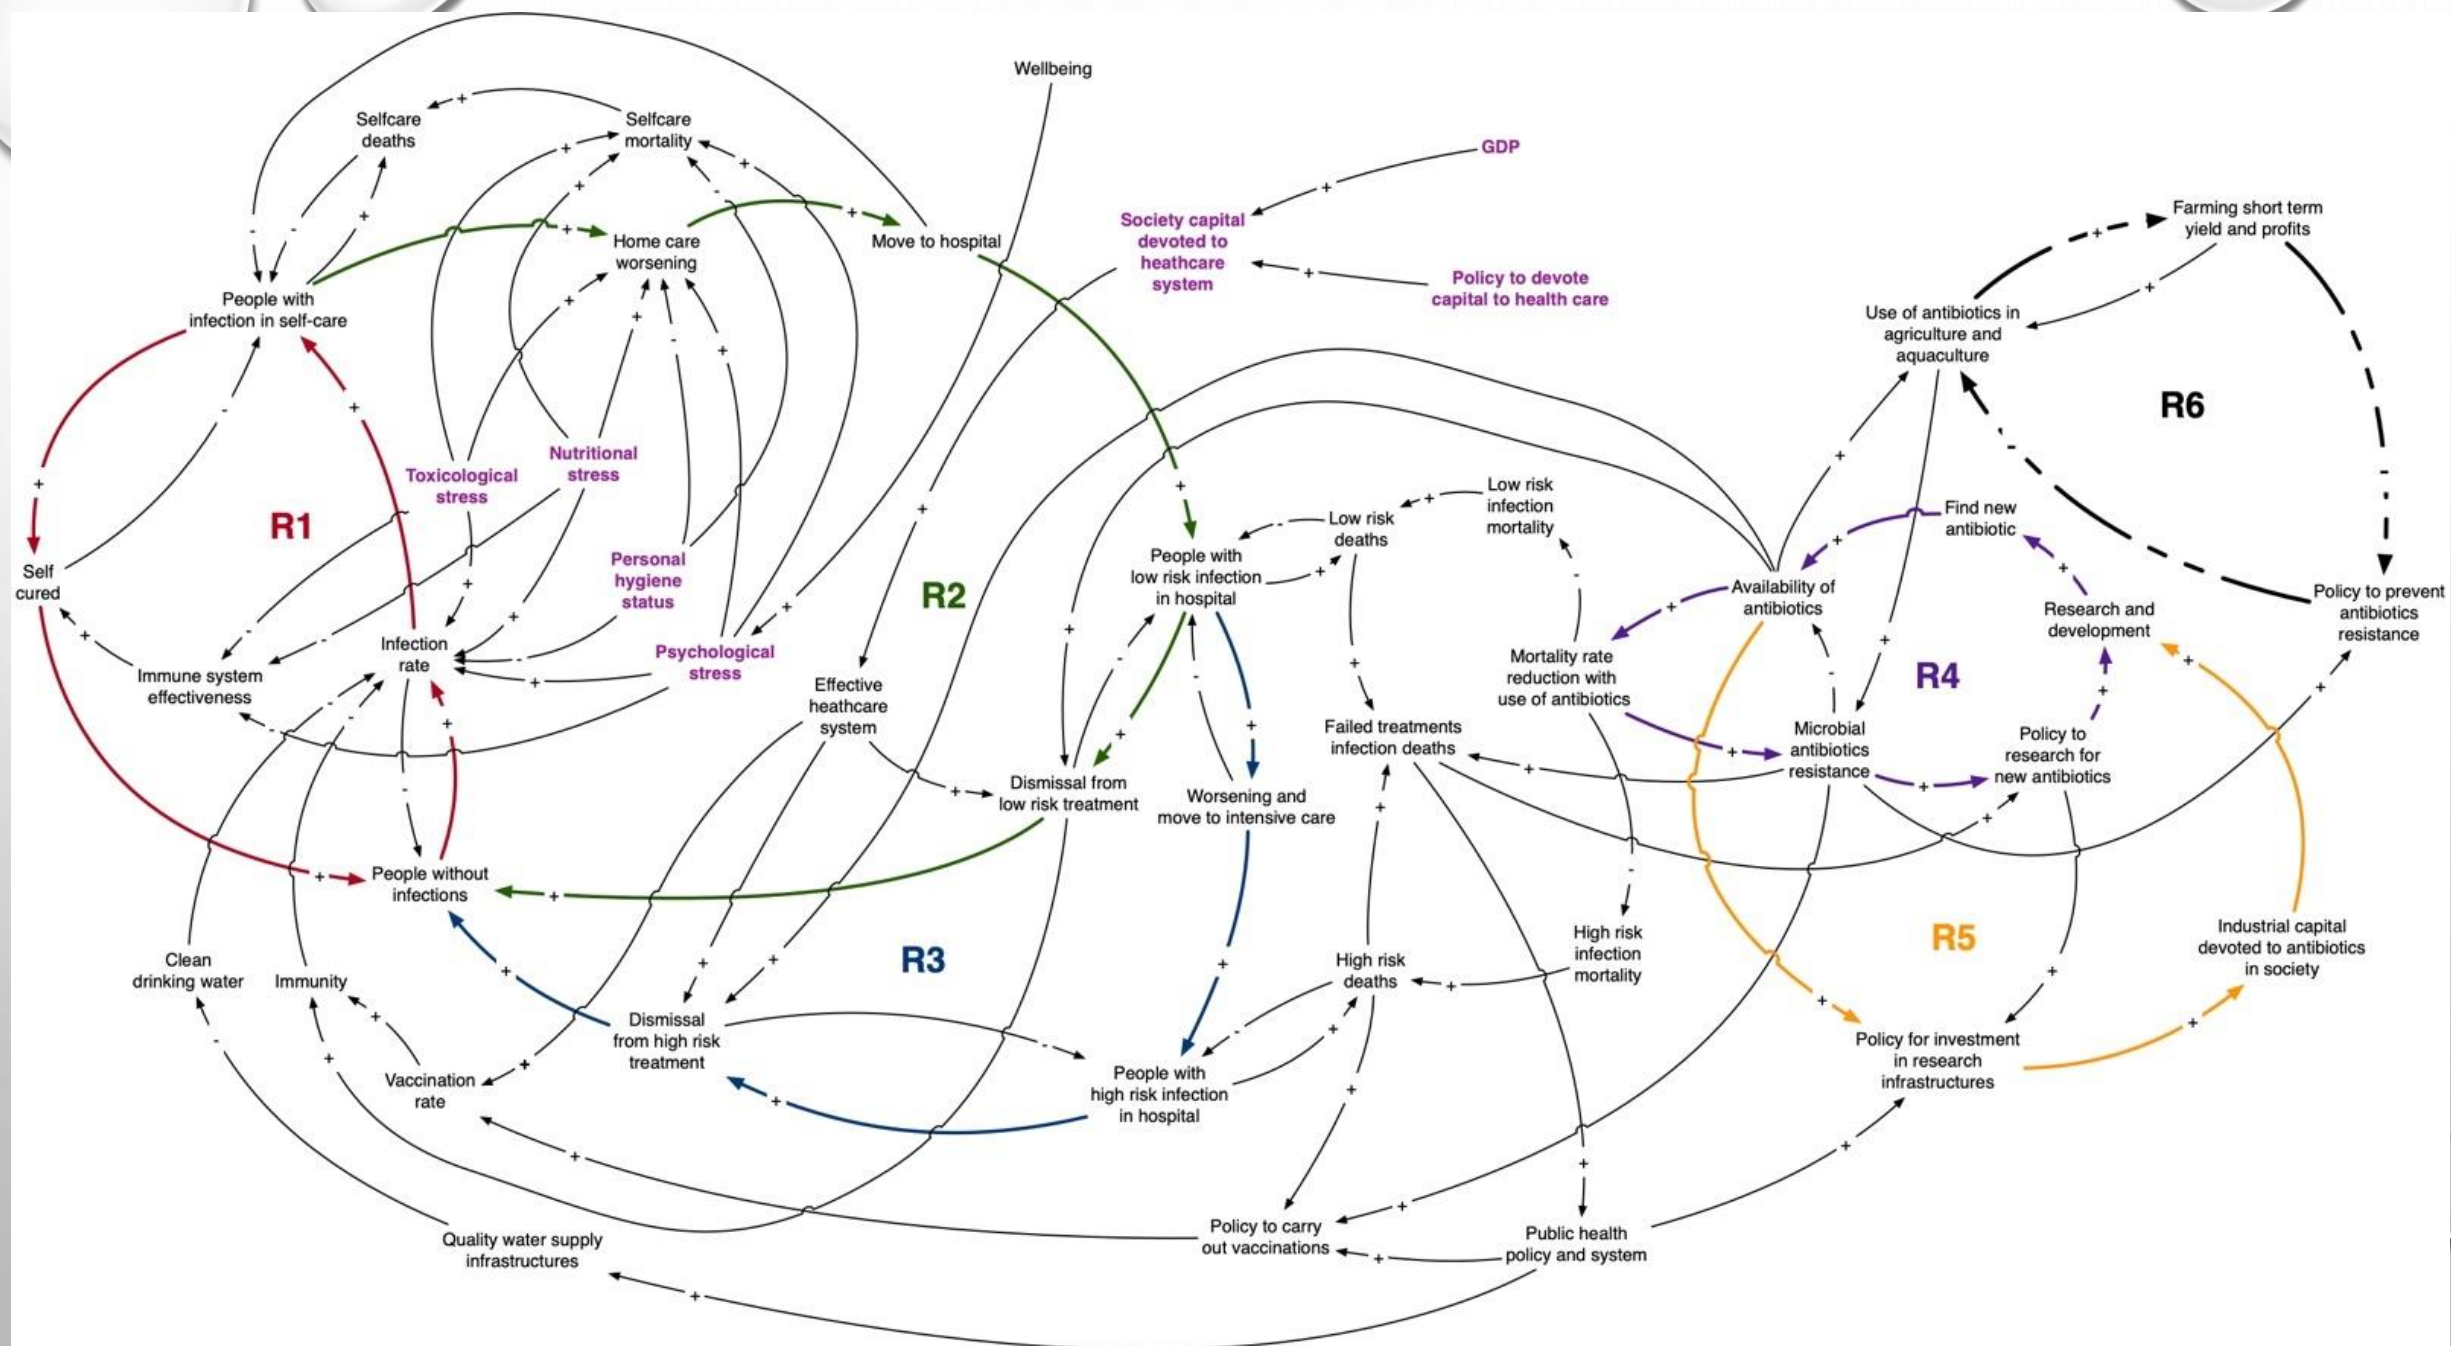 Wellbeing
Selfcare
deaths
Selfcare
mortality
GDP
Society capital
devoted to
heathcare
system
Policy to devote
capital to health care
Move to hospital
Home care
worsening
People with
infection in self-care
Farming short term
yield and profits
Use of antibiotics in
agriculture and
aquaculture
R6
Toxicological
stress
Nutritional
stress
R1
Self
cured
Personal
hygiene
status
Psychological
stress
Infection
rate
Immune system
effectiveness
R2
People with
low risk infection
in hospital
Low risk
deaths
Low risk
infection
mortality
Find new
antibiotic
Availability of
antibiotics
Research and
development
Policy to prevent
antibiotics
resistance
R4
Mortality rate
reduction with
use of antibiotics
Effective
heathcare
system
Failed treatments
infection deaths
Microbial
antibiotics
resistance
Policy to
research for
new antibiotics
Dismissal from
low risk treatment
Worsening and
move to intensive care
People without
infections
R3
R5
Clean
drinking water
Immunity
High risk
deaths
High risk
infection
mortality
Industrial capital
devoted to antibiotics
in society
Dismissal
from high risk
treatment
Vaccination
rate
People with
high risk infection
in hospital
Policy for investment
in research
infrastructures
Quality water supply
infrastructures
Policy to carry
out vaccinations
Public health
policy and system